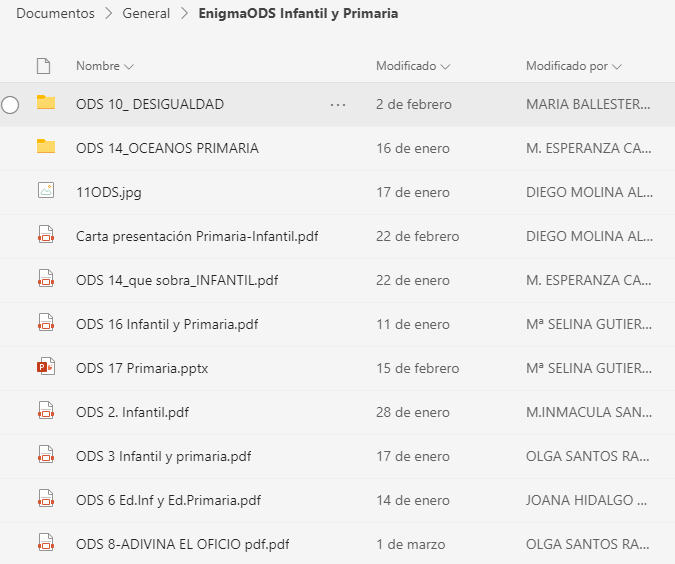 Documentos > General > EnigmaODS Infantil y Primaria
Nombre Modificado Modificado por
ODS 10_ DESIGUALDAD ... 2 de febrero MARIA BALLESTER...
ODS 14_OCEANOS PRIMARIA 16 de enero M. ESPERANZA CA...
11ODS.jpg 17 de enero DIEGO MOLINA AL...
Carta presentación Primaria-Infantil.pdf 22 de febrero DIEGO MOLINA AL...
ODS 14_que sobra_INFANTIL.pdf 22 de enero M. ESPERANZA CA...
ODS 16 Infantil y Primaria.pdf 11 de enero Mª SELINA GUTIER...
ODS 17 Primaria.pptx 15 de febrero Mª SELINA GUTIER...
ODS 2. Infantil.pdf 28 de enero M.INMACULA SAN...
ODS 3 Infantil y primaria.pdf 17 de enero OLGA SANTOS RA...
ODS 6 Ed.Inf y Ed.Primaria.pdf 14 de enero JOANA HIDALGO ...
ODS 8-ADIVINA EL OFICIO pdf.pdf 1 de marzo OLGA SANTOS RA...